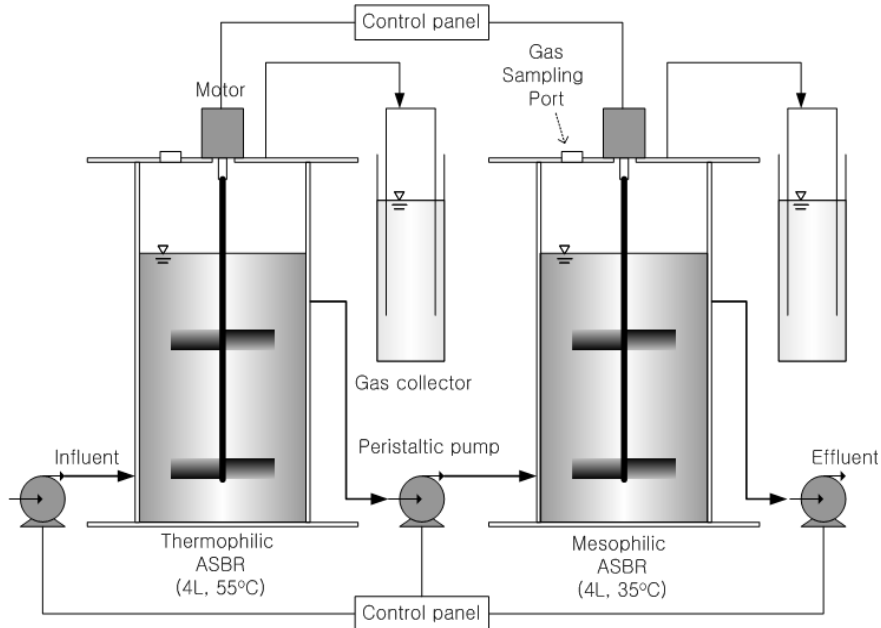 Control panel
Motor
Gas
Sampling
Port
Gas collector
Influent
Peristaltic pump
Effluent
Thermophilic
ASBR
(4L, 55°C)
Mesophilic
ASBR
(4L, 35°C)
Control panel